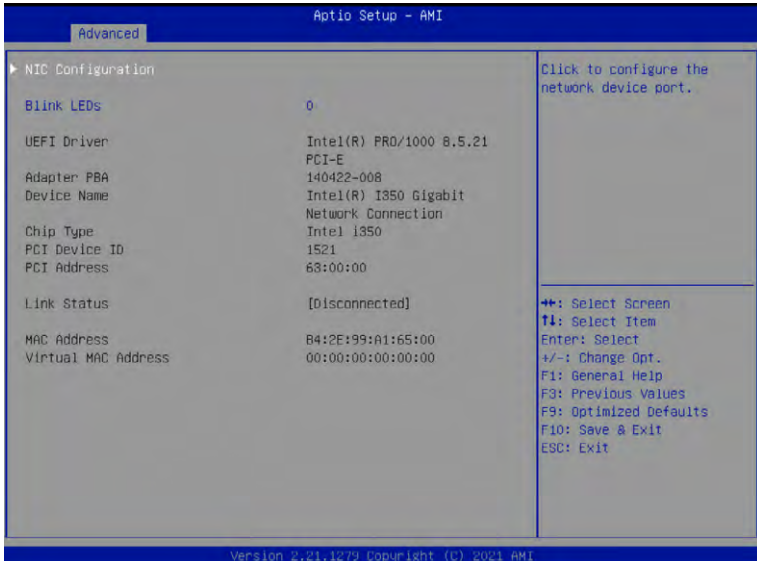 Aptio Setup - AMI
Advanced
NIC Configuration
Click to configure the
network device port.
Blink LEDs 0
UEFI Driver Intel(R) PRO/1000 8.5.21
PCI-E
Adapter PBA 140422-008
Device Name Intel(R) I350 Gigabit
Network Connection
Chip Type Intel i350
PCI Device ID 1521
PCI Address 63:00:00
Link Status [Disconnected]
MAC Address B4:2E:99:A1:65:00
Virtual MAC Address 00:00:00:00:00:00
→←: Select Screen
↑↓: Select Item
Enter: Select
+/-: Change Opt.
F1: General Help
F3: Previous Values
F9: Optimized Defaults
F10: Save & Exit
ESC: Exit
Version 2.21.1279 Copyright (C) 2021 AMI